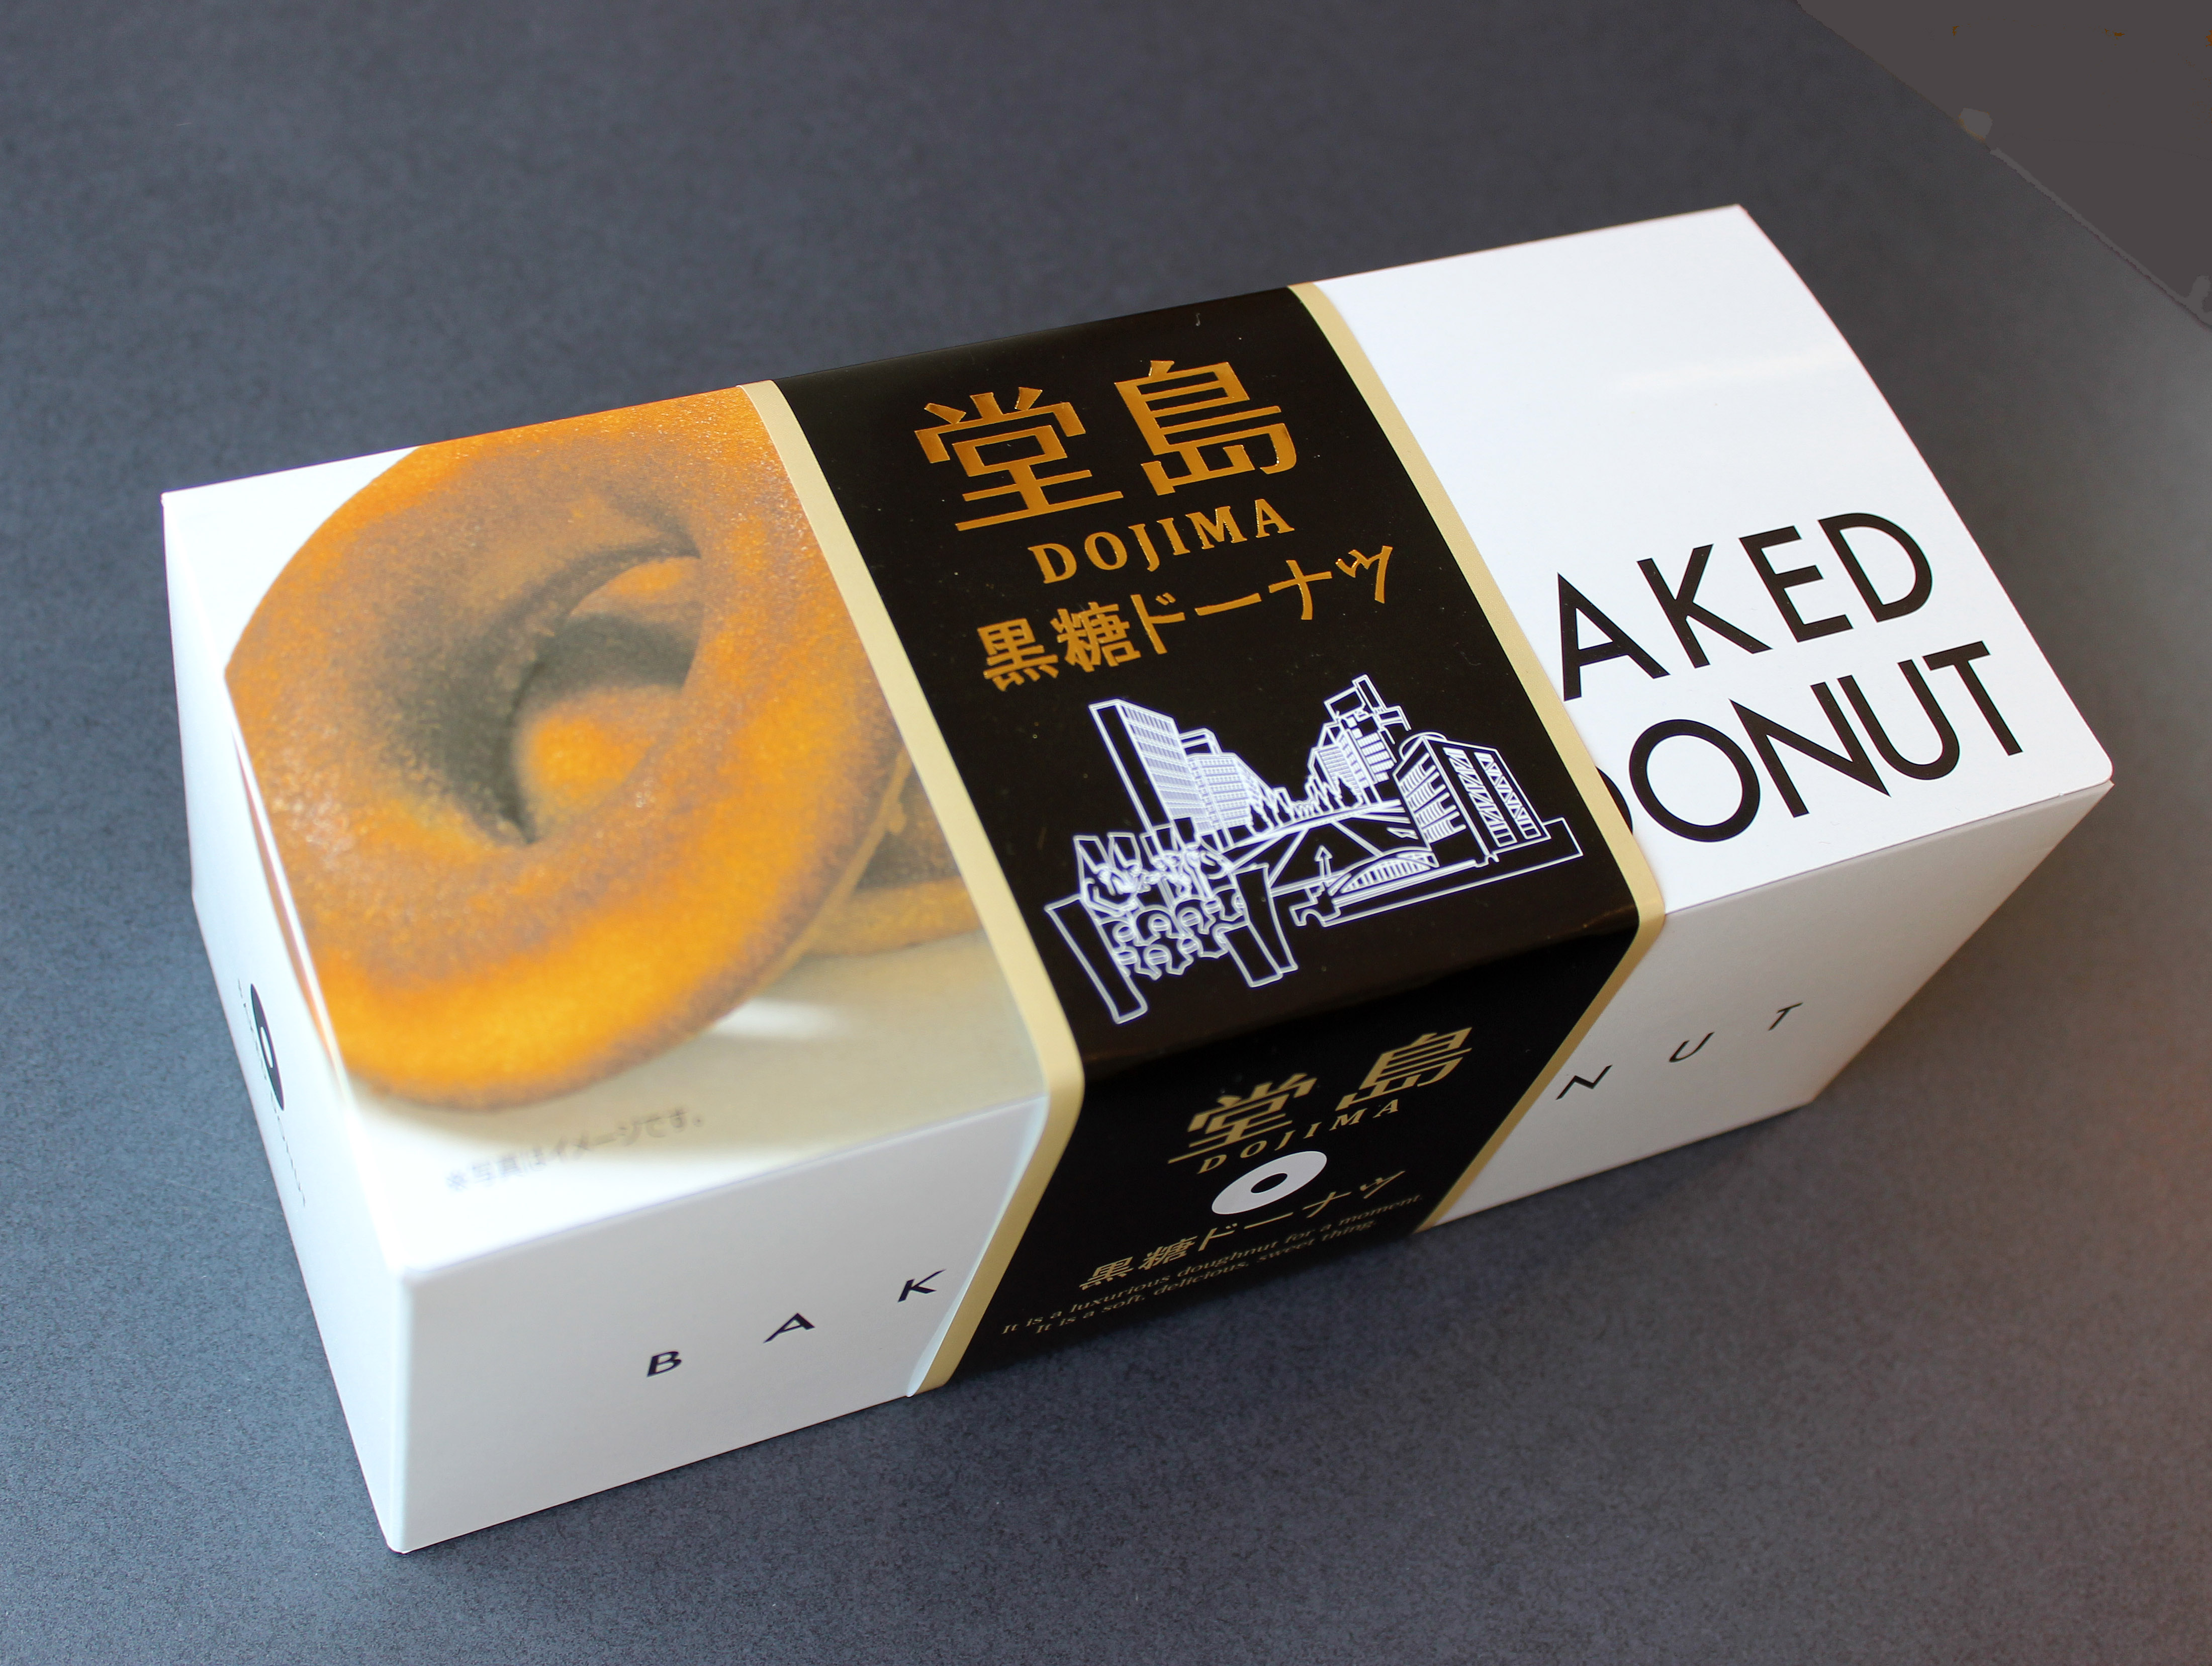 堂島
DOJIMA
黒糖ドーナツ
AKED
DONUT
※写真はイメージです。
BAK
NUT
堂島
DOJIMA
黒糖ドーナツ
It is a luxurious doughnut for a moment.
It is a soft, delicious, sweet thing.